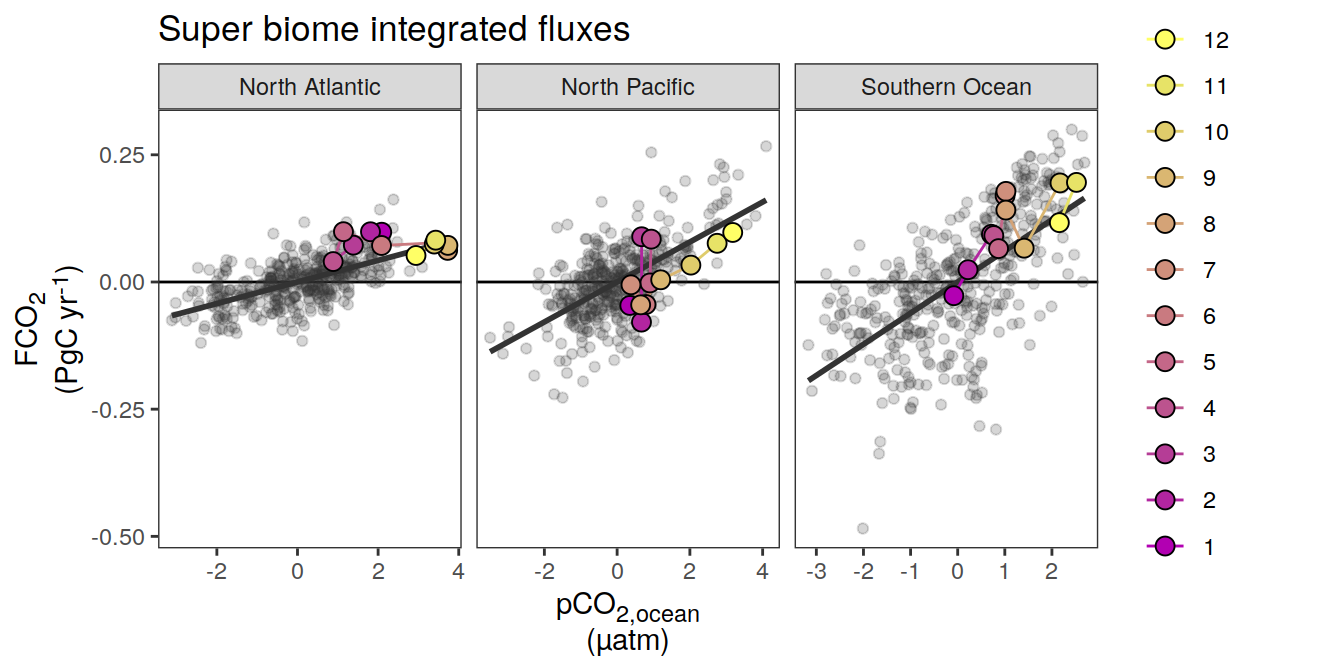 Super biome integrated fluxes
North Atlantic
North Pacific
Southern Ocean
FCO2
(PgC yr-1)
0.25
0.00
-0.25
-0.50
-2 0 2 4
-2 0 2 4
-3 -2 -1 0 1 2
pCO2,ocean
(µatm)
12
11
10
9
8
7
6
5
4
3
2
1